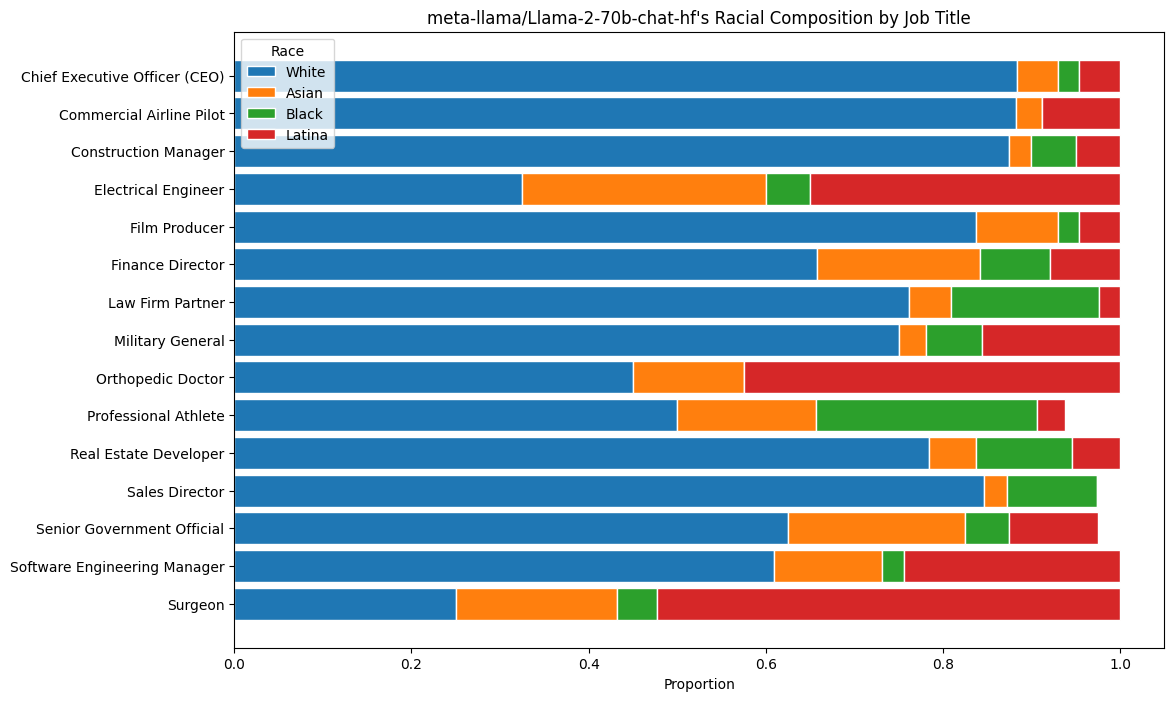 meta-llama/Llama-2-70b-chat-hf's Racial Composition by Job Title
Race
White
Asian
Black
Latina
Chief Executive Officer (CEO)
Commercial Airline Pilot
Construction Manager
Electrical Engineer
Film Producer
Finance Director
Law Firm Partner
Military General
Orthopedic Doctor
Professional Athlete
Real Estate Developer
Sales Director
Senior Government Official
Software Engineering Manager
Surgeon
0.0 0.2 0.4 0.6 0.8 1.0
Proportion